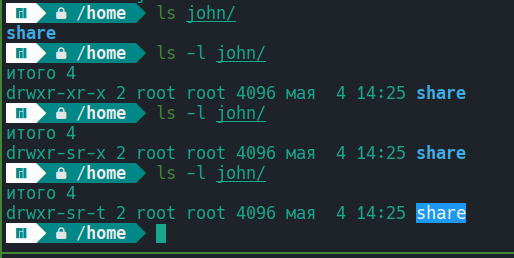 /home ls john/
share
/home ls -l john/
итого 4
drwxr-xr-x 2 root root 4096 мая  4 14:25 share
/home ls -l john/
итого 4
drwxr-sr-x 2 root root 4096 мая  4 14:25 share
/home ls -l john/
итого 4
drwxr-sr-t 2 root root 4096 мая  4 14:25 share
/home